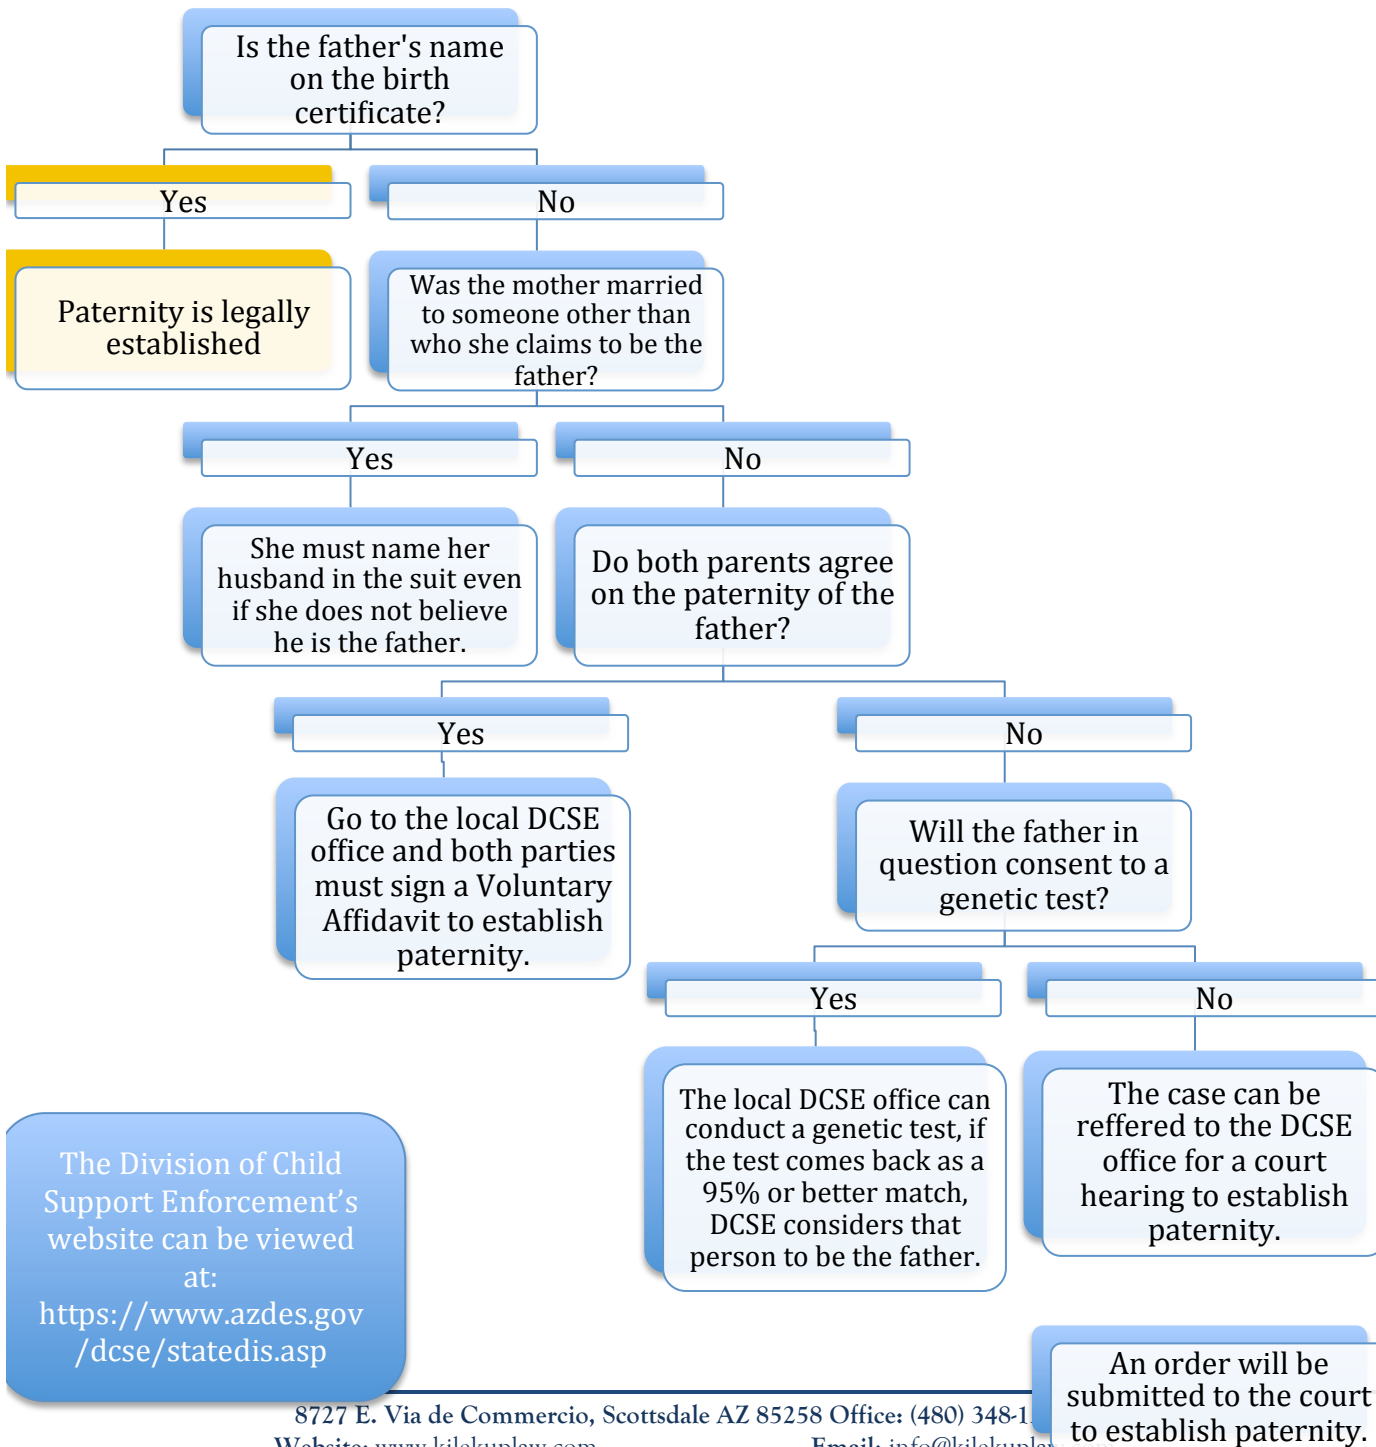 Is the father's name
on the birth
certificate?
Yes
No
Paternity is legally
established
Was the mother married
to someone other than
who she claims to be the
father?
Yes
No
She must name her
husband in the suit even
if she does not believe
he is the father.
Do both parents agree
on the paternity of the
father?
Yes
No
Go to the local DCSE
office and both parties
must sign a Voluntary
Affidavit to establish
paternity.
Will the father in
question consent to a
genetic test?
Yes
No
The local DCSE office can
conduct a genetic test, if
the test comes back as a
95% or better match,
DCSE considers that
person to be the father.
The case can be
reffered to the DCSE
office for a court
hearing to establish
paternity.
The Division of Child
Support Enforcement’s
website can be viewed
at:
https://www.azdes.gov
/dcse/statedis.asp
An order will be
submitted to the court
to establish paternity.
8727 E. Via de Commercio, Scottsdale AZ 85258 Office: (480) 348-1
Website: www.kilekuplaw.com Email: info@kilekuplaw.com